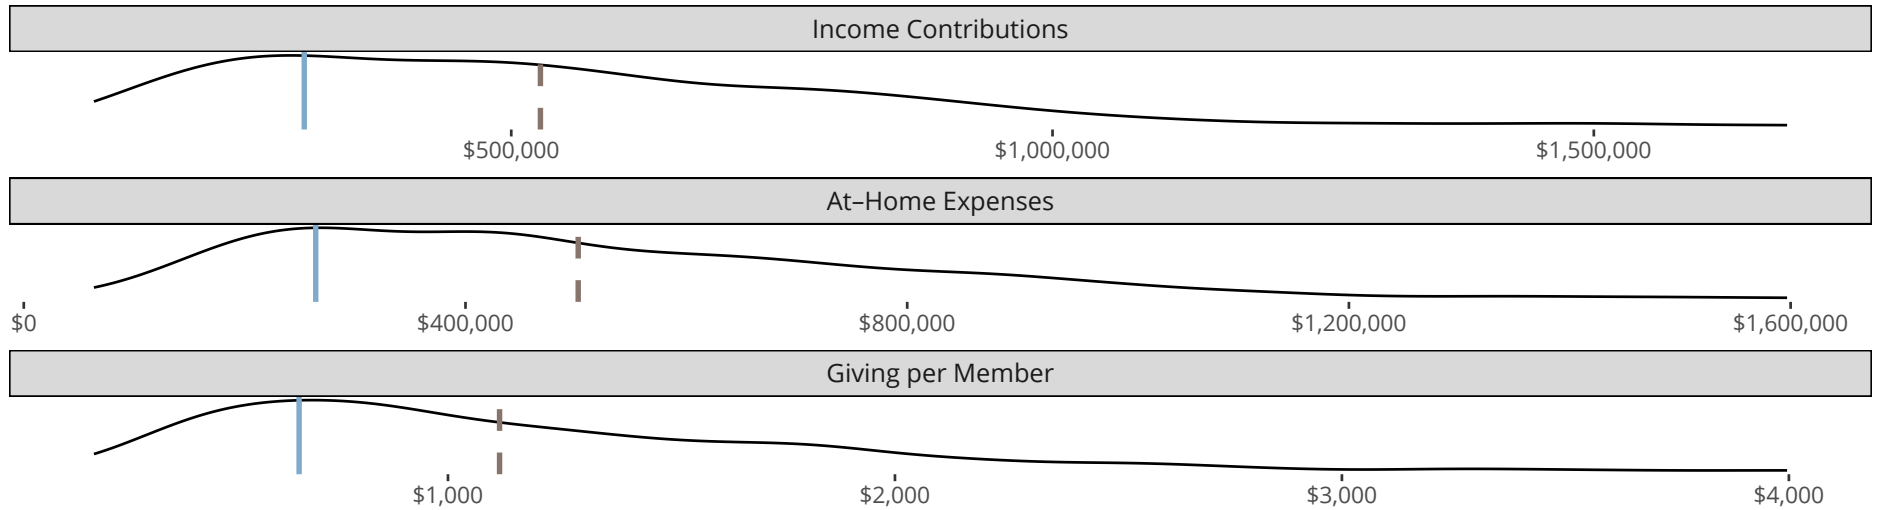 Income Contributions
$500,000 $1,000,000 $1,500,000
At–Home Expenses
$0 $400,000 $800,000 $1,200,000 $1,600,000
Giving per Member
$1,000 $2,000 $3,000 $4,000